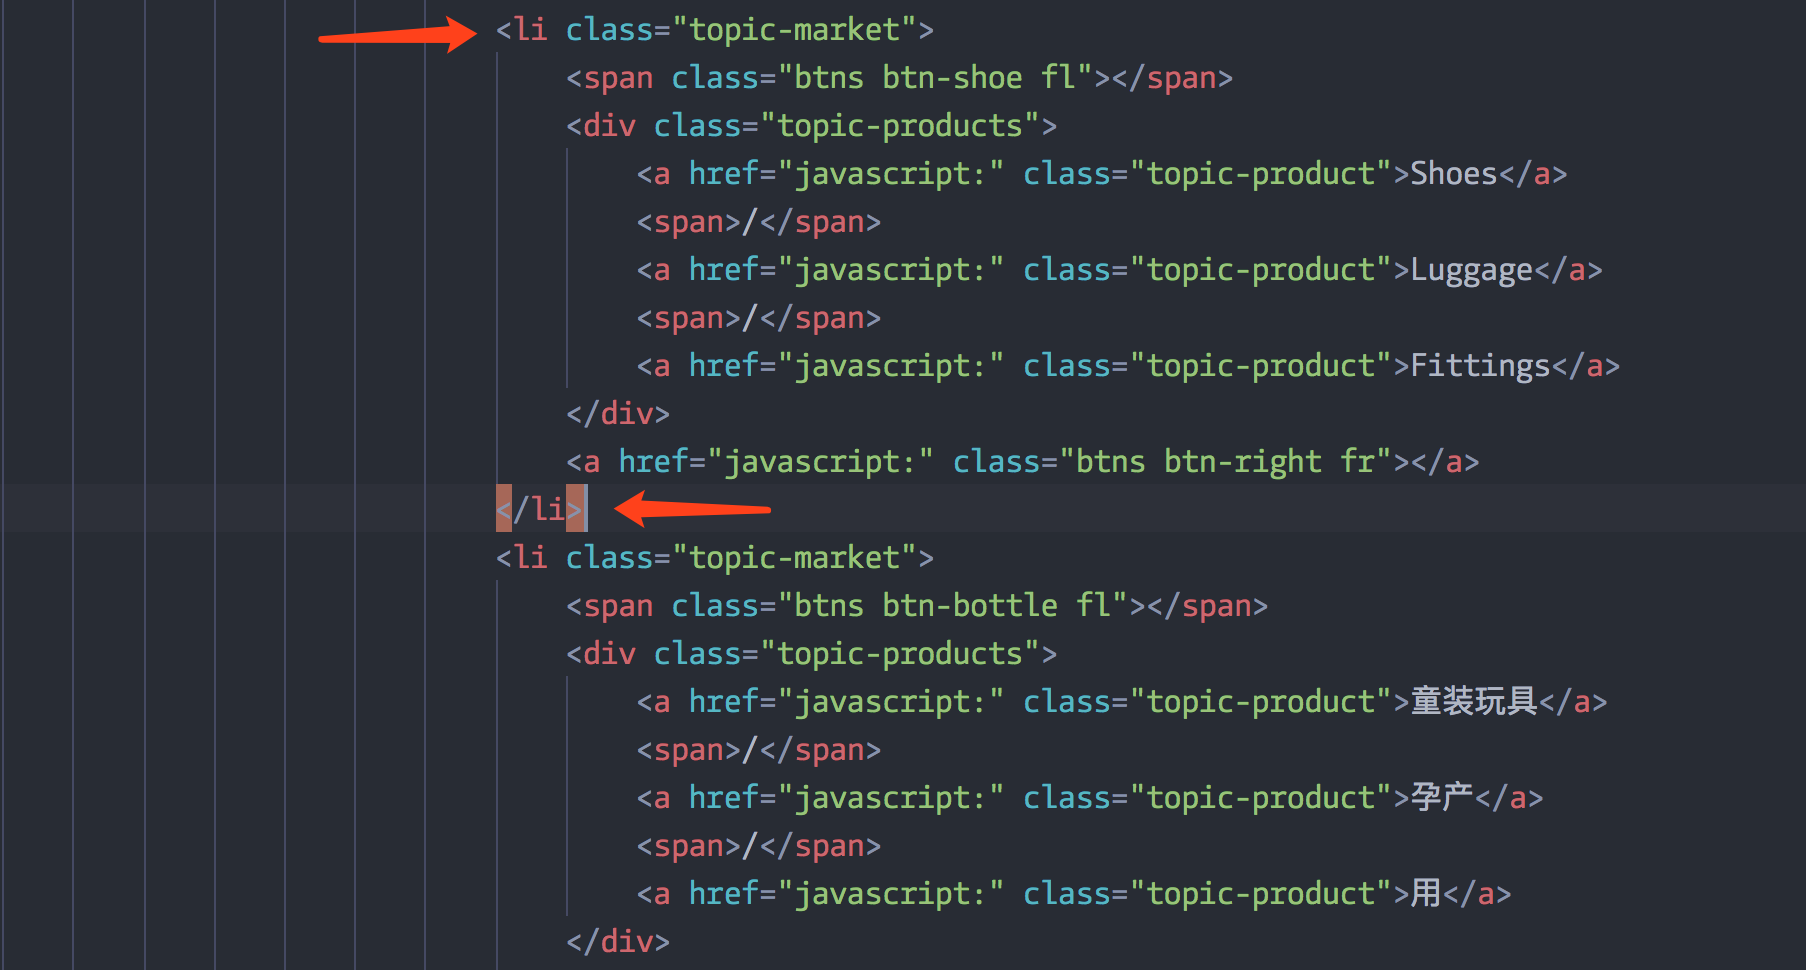 <li class="topic-market">
<span class="btns btn-shoe fl"></span>
<div class="topic-products">
<a href="javascript:" class="topic-product">Shoes</a>
<span>/</span>
<a href="javascript:" class="topic-product">Luggage</a>
<span>/</span>
<a href="javascript:" class="topic-product">Fittings</a>
</div>
<a href="javascript:" class="btns btn-right fr"></a>
</li>
<li class="topic-market">
<span class="btns btn-bottle fl"></span>
<div class="topic-products">
<a href="javascript:" class="topic-product">童装玩具</a>
<span>/</span>
<a href="javascript:" class="topic-product">孕产</a>
<span>/</span>
<a href="javascript:" class="topic-product">用</a>
</div>